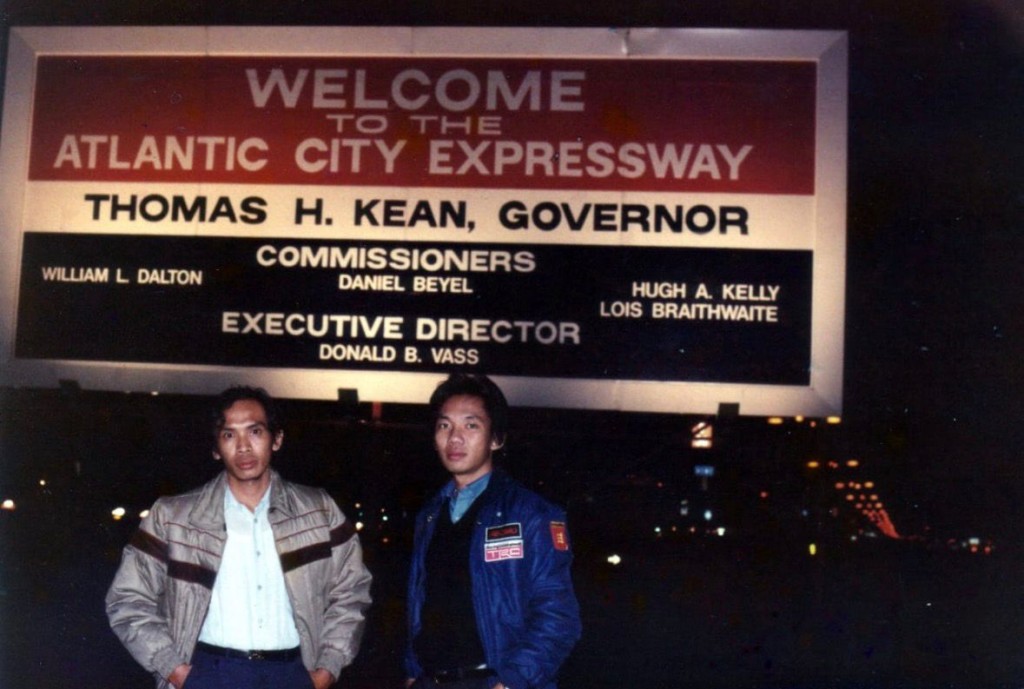 WELCOME
TO THE
ATLANTIC CITY EXPRESSWAY
THOMAS H. KEAN, GOVERNOR
COMMISSIONERS
WILLIAM L. DALTON
DANIEL BEYEL
HUGH A. KELLY
LOIS BRAITHWAITE
EXECUTIVE DIRECTOR
DONALD B. VASS
TRC